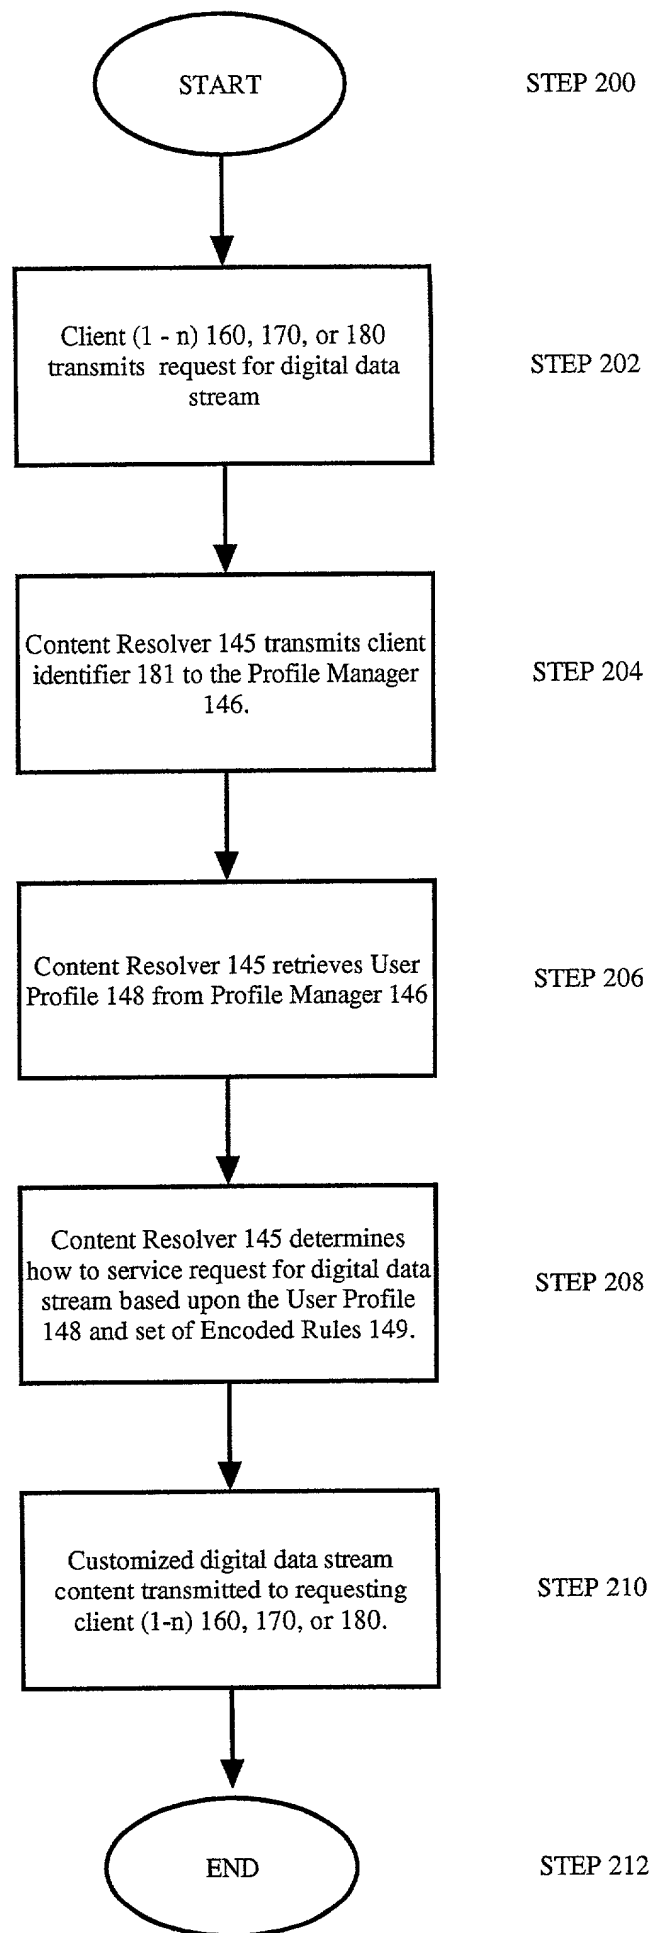 START
STEP 200
Client (1 - n) 160, 170, or 180
transmits request for digital data
stream
STEP 202
Content Resolver 145 transmits client
identifier 181 to the Profile Manager
146.
STEP 204
Content Resolver 145 retrieves User
Profile 148 from Profile Manager 146
STEP 206
Content Resolver 145 determines
how to service request for digital data
stream based upon the User Profile
148 and set of Encoded Rules 149.
STEP 208
Customized digital data stream
content transmitted to requesting
client (1-n) 160, 170, or 180.
STEP 210
END
STEP 212